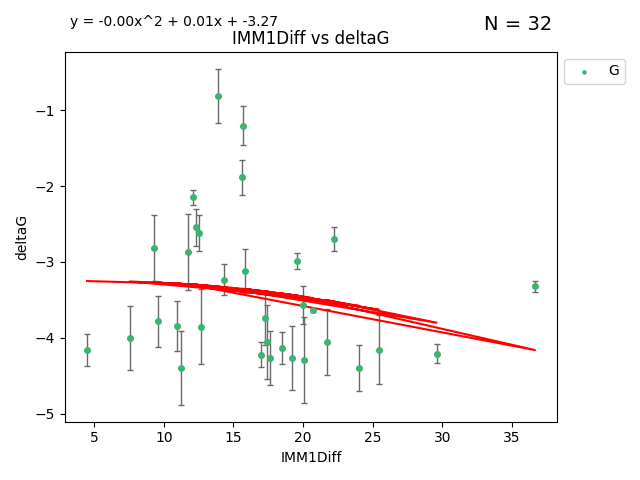 y = -0.00x^2 + 0.01x + -3.27
N = 32
IMM1Diff vs deltaG
G
deltaG
−1
−2
−3
−4
−5
5 10 15 20 25 30 35
IMM1Diff